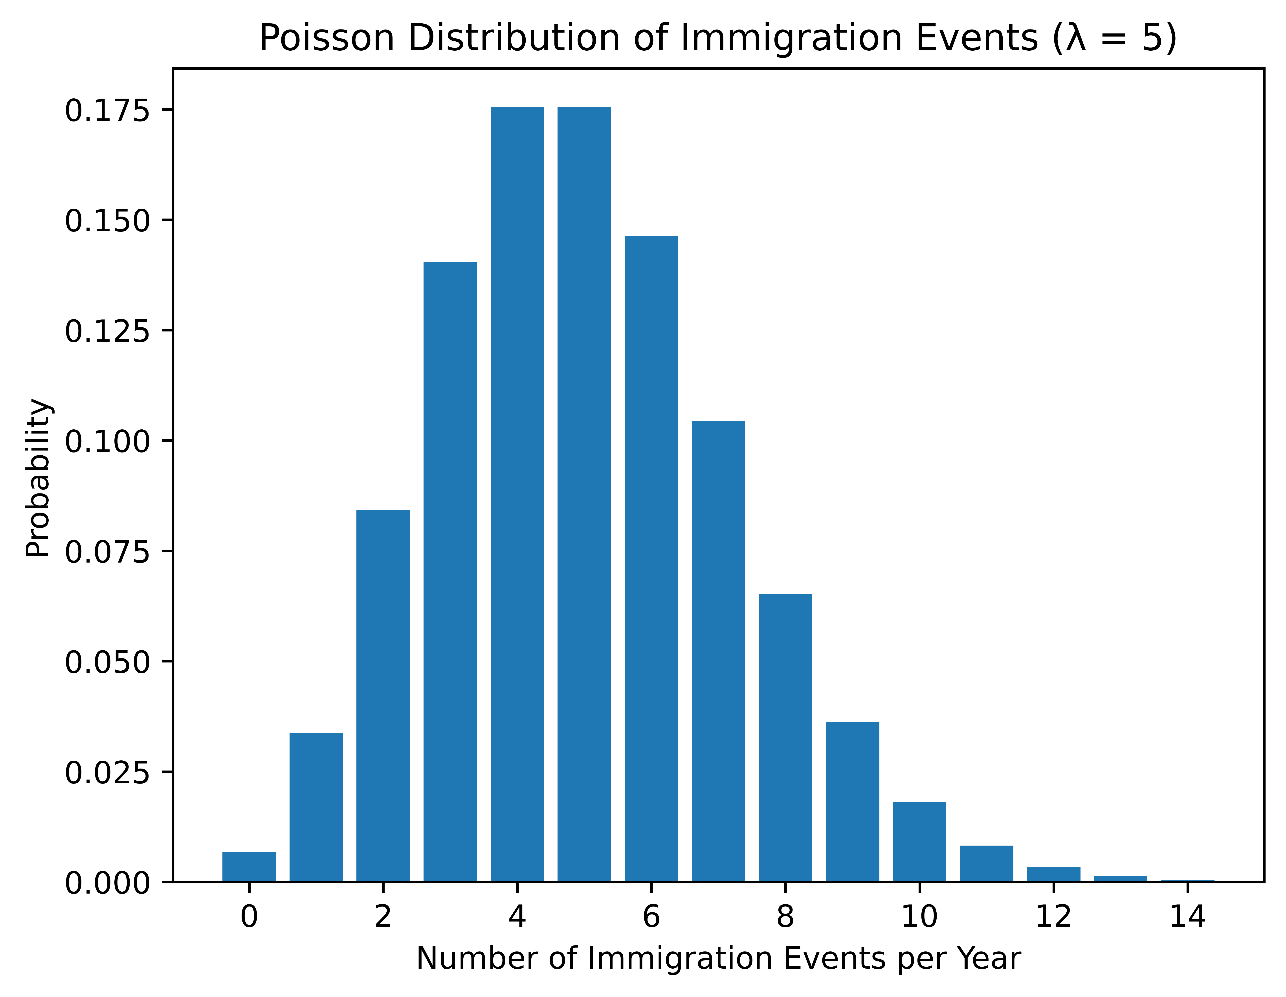 Poisson Distribution of Immigration Events (λ = 5)
0.175
0.150
0.125
0.100
0.075
0.050
0.025
0.000
Probability
0 2 4 6 8 10 12 14
Number of Immigration Events per Year